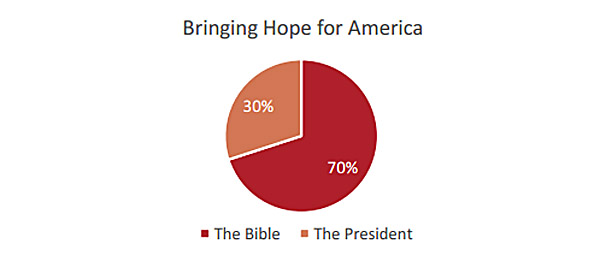 Bringing Hope for America
30%
70%
The Bible The President